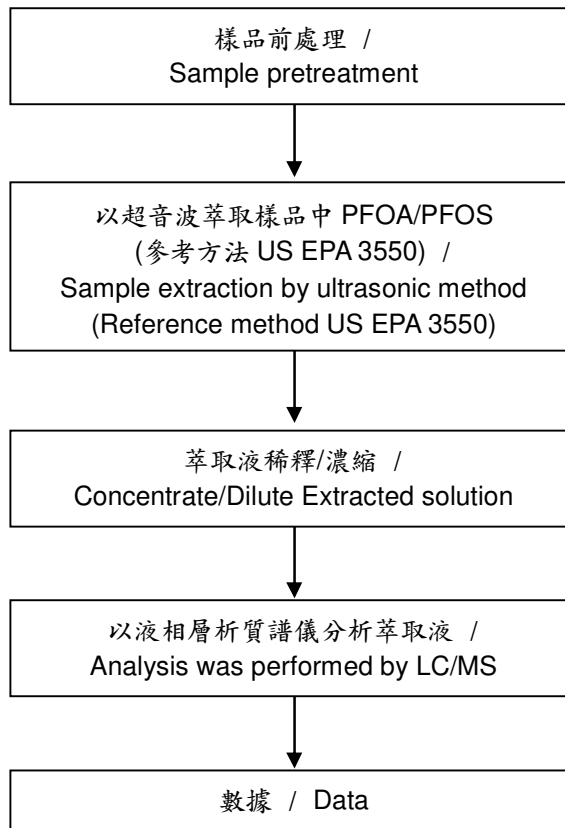 樣品前處理 /
Sample pretreatment
以超音波萃取樣品中 PFOA/PFOS
(參考方法 US EPA 3550) /
Sample extraction by ultrasonic method
(Reference method US EPA 3550)
萃取液稀釋/濃縮 /
Concentrate/Dilute Extracted solution
以液相層析質譜儀分析萃取液 /
Analysis was performed by LC/MS
數據 / Data